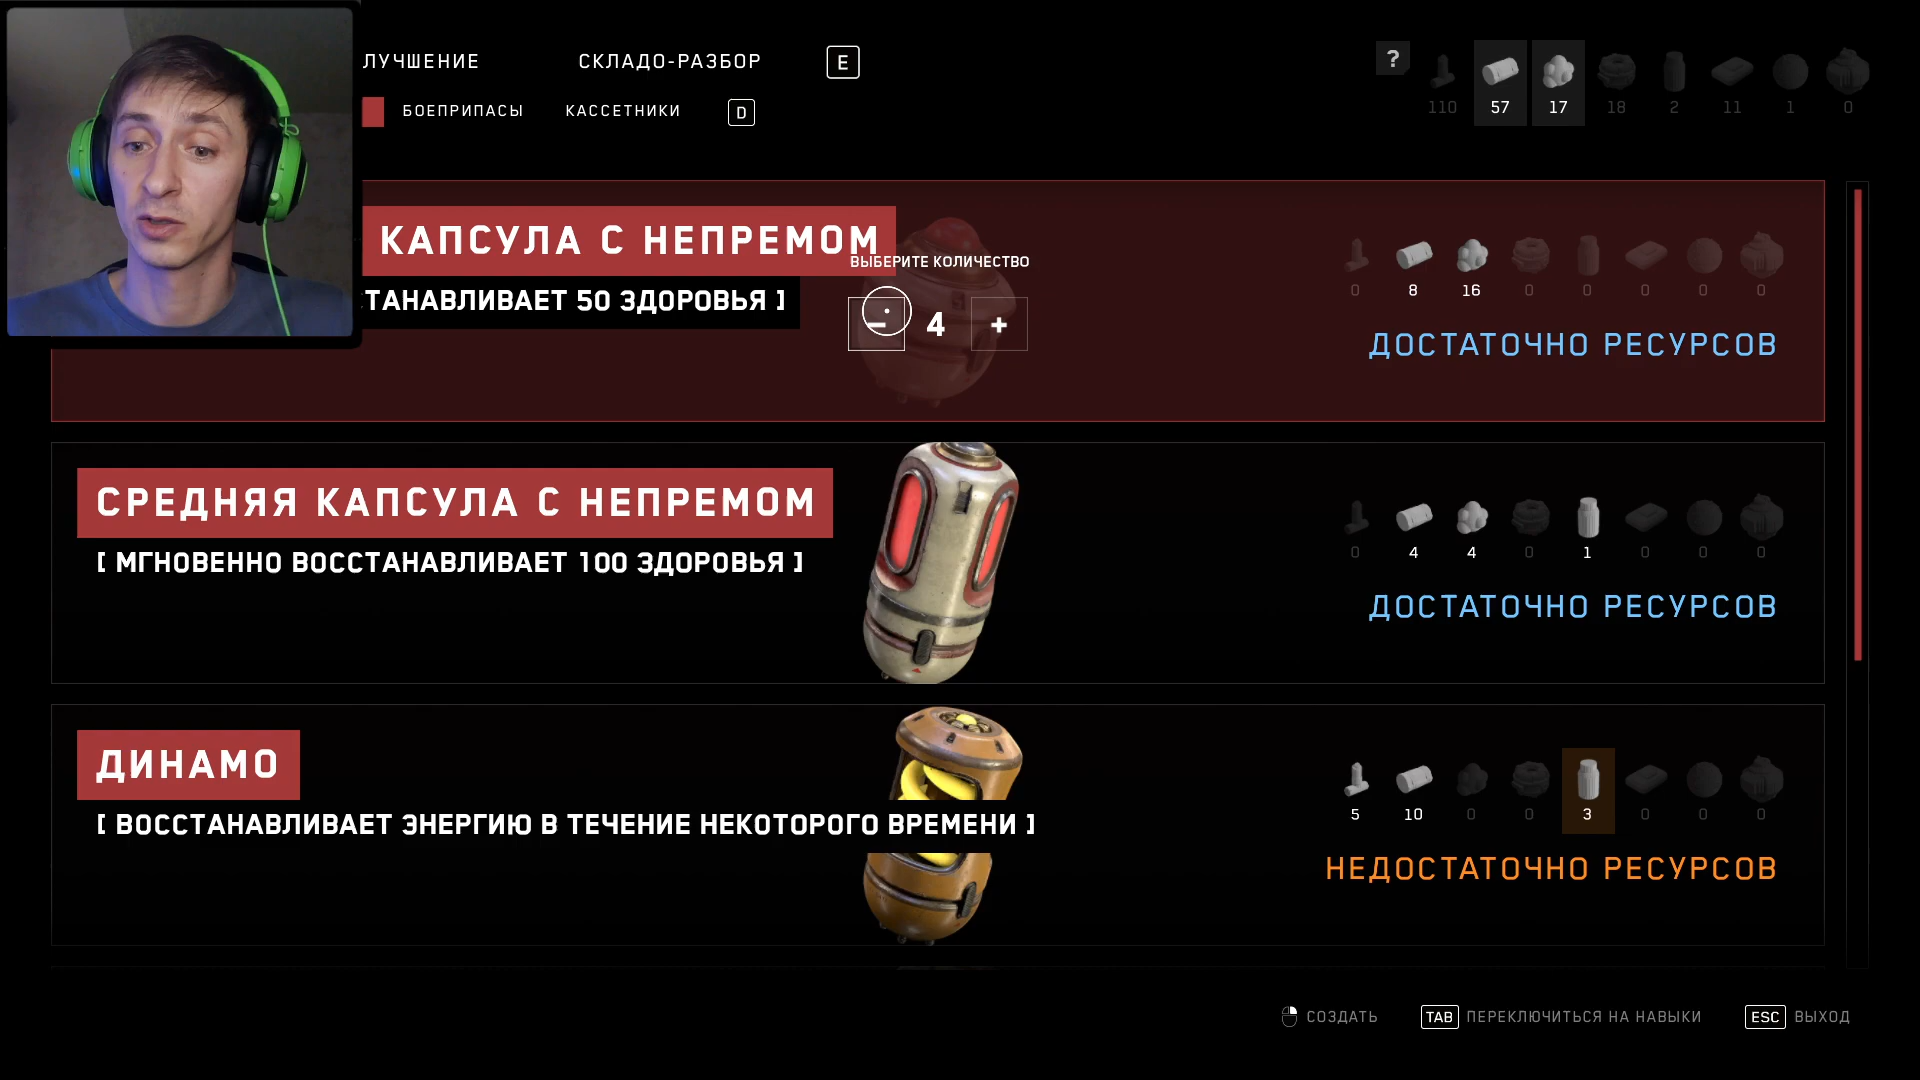 ЛУЧШЕНИЕ СКЛАДО-РАЗБОР E
БОЕПРИПАСЫ КАССЕТНИКИ D
?
110 57 17 18 2 11 1 0
КАПСУЛА С НЕПРЕМОМ
ТАНАВЛИВАЕТ 50 ЗДОРОВЬЯ ]
ВЫБЕРИТЕ КОЛИЧЕСТВО
- 4 +
0 8 16 0 0 0 0 0
ДОСТАТОЧНО РЕСУРСОВ
СРЕДНЯЯ КАПСУЛА С НЕПРЕМОМ
[ МГНОВЕННО ВОССТАНАВЛИВАЕТ 100 ЗДОРОВЬЯ ]
0 4 4 0 1 0 0 0
ДОСТАТОЧНО РЕСУРСОВ
ДИНАМО
[ ВОССТАНАВЛИВАЕТ ЭНЕРГИЮ В ТЕЧЕНИЕ НЕКОТОРОГО ВРЕМЕНИ ]
5 10 0 0 3 0 0 0
НЕДОСТАТОЧНО РЕСУРСОВ
СОЗДАТЬ TAB ПЕРЕКЛЮЧИТЬСЯ НА НАВЫКИ ESC ВЫХОД